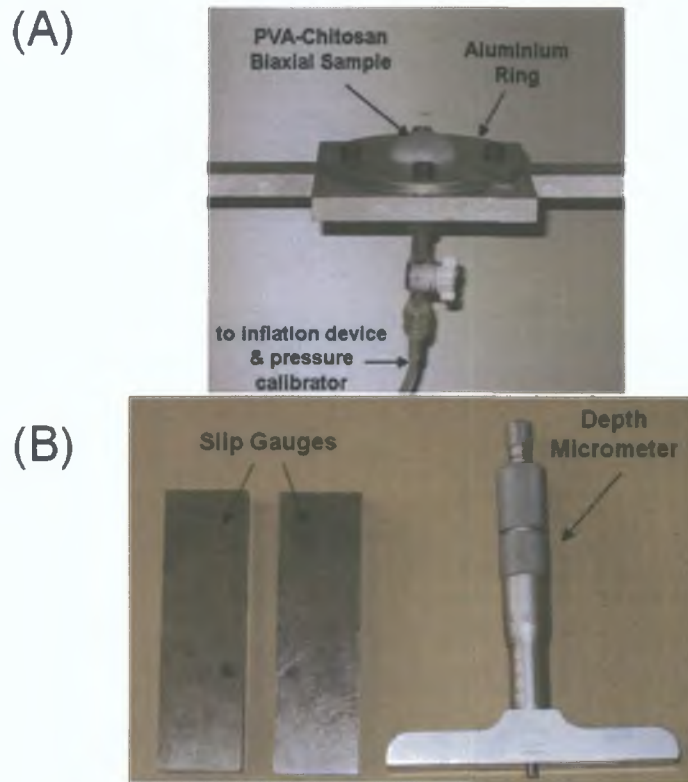 (A)
PVA-Chitosan
Biaxial Sample
Aluminium
Ring
to inflation device
& pressure
calibrator
(B)
Slip Gauges
Depth
Micrometer